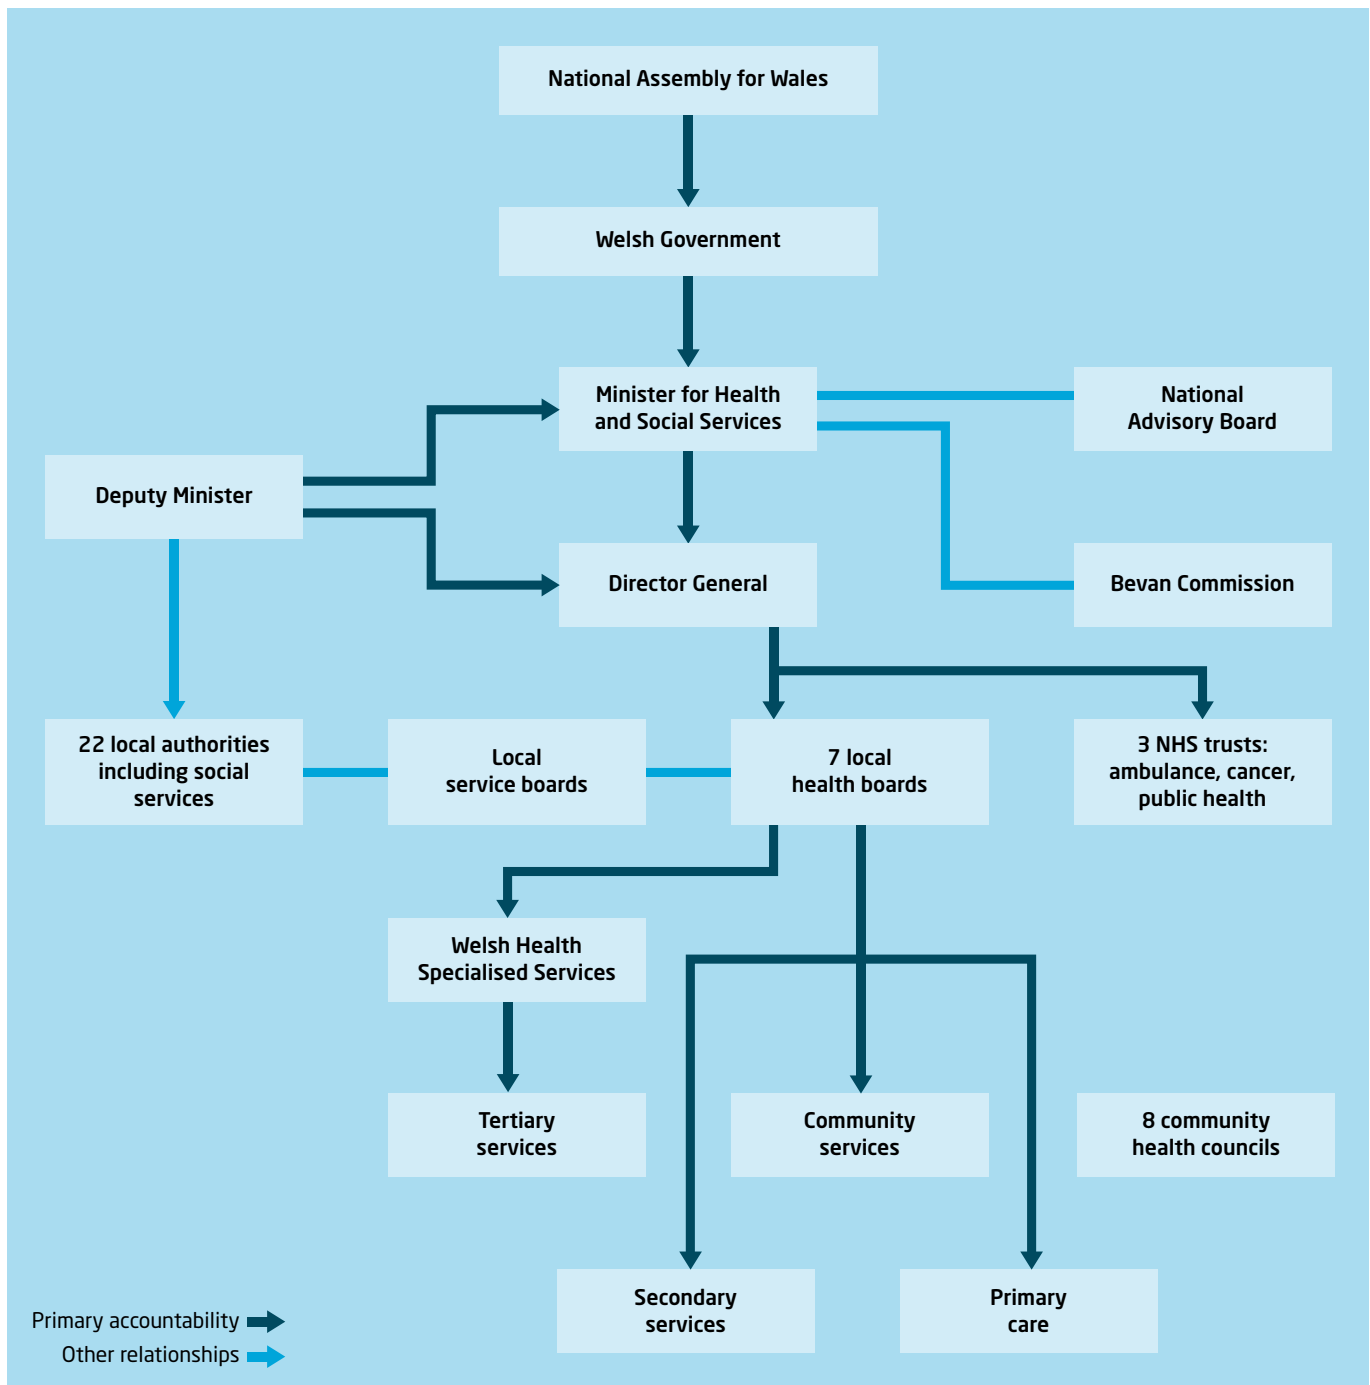 National Assembly for Wales
Welsh Government
Minister for Health
and Social Services
National
Advisory Board
Deputy Minister
Director General
Bevan Commission
22 local authorities
including social
services
Local
service boards
7 local
health boards
3 NHS trusts:
ambulance, cancer,
public health
Welsh Health
Specialised Services
Tertiary
services
Community
services
8 community
health councils
Secondary
services
Primary
care
Primary accountability
Other relationships